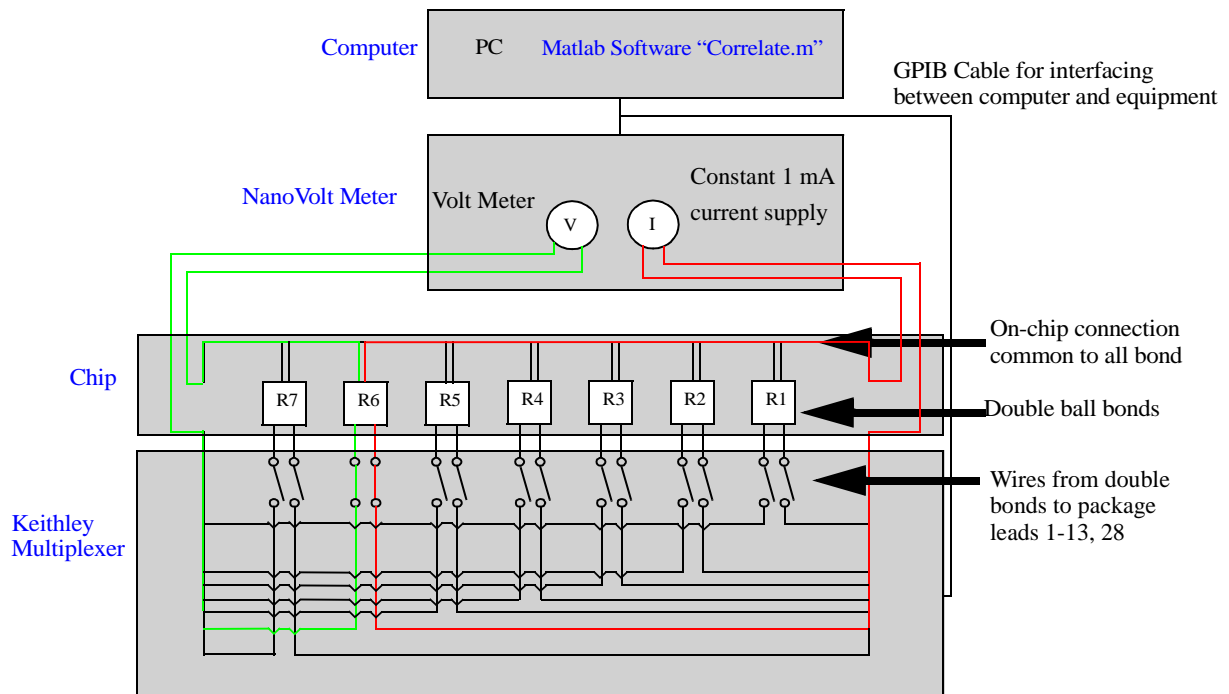 Computer
PC
Matlab Software “Correlate.m”
GPIB Cable for interfacing
between computer and equipment
NanoVolt Meter
Volt Meter
Constant 1 mA
current supply
V
I
On-chip connection
common to all bond
Chip
R7
R6
R5
R4
R3
R2
R1
Double ball bonds
Keithley
Multiplexer
Wires from double
bonds to package
leads 1-13, 28